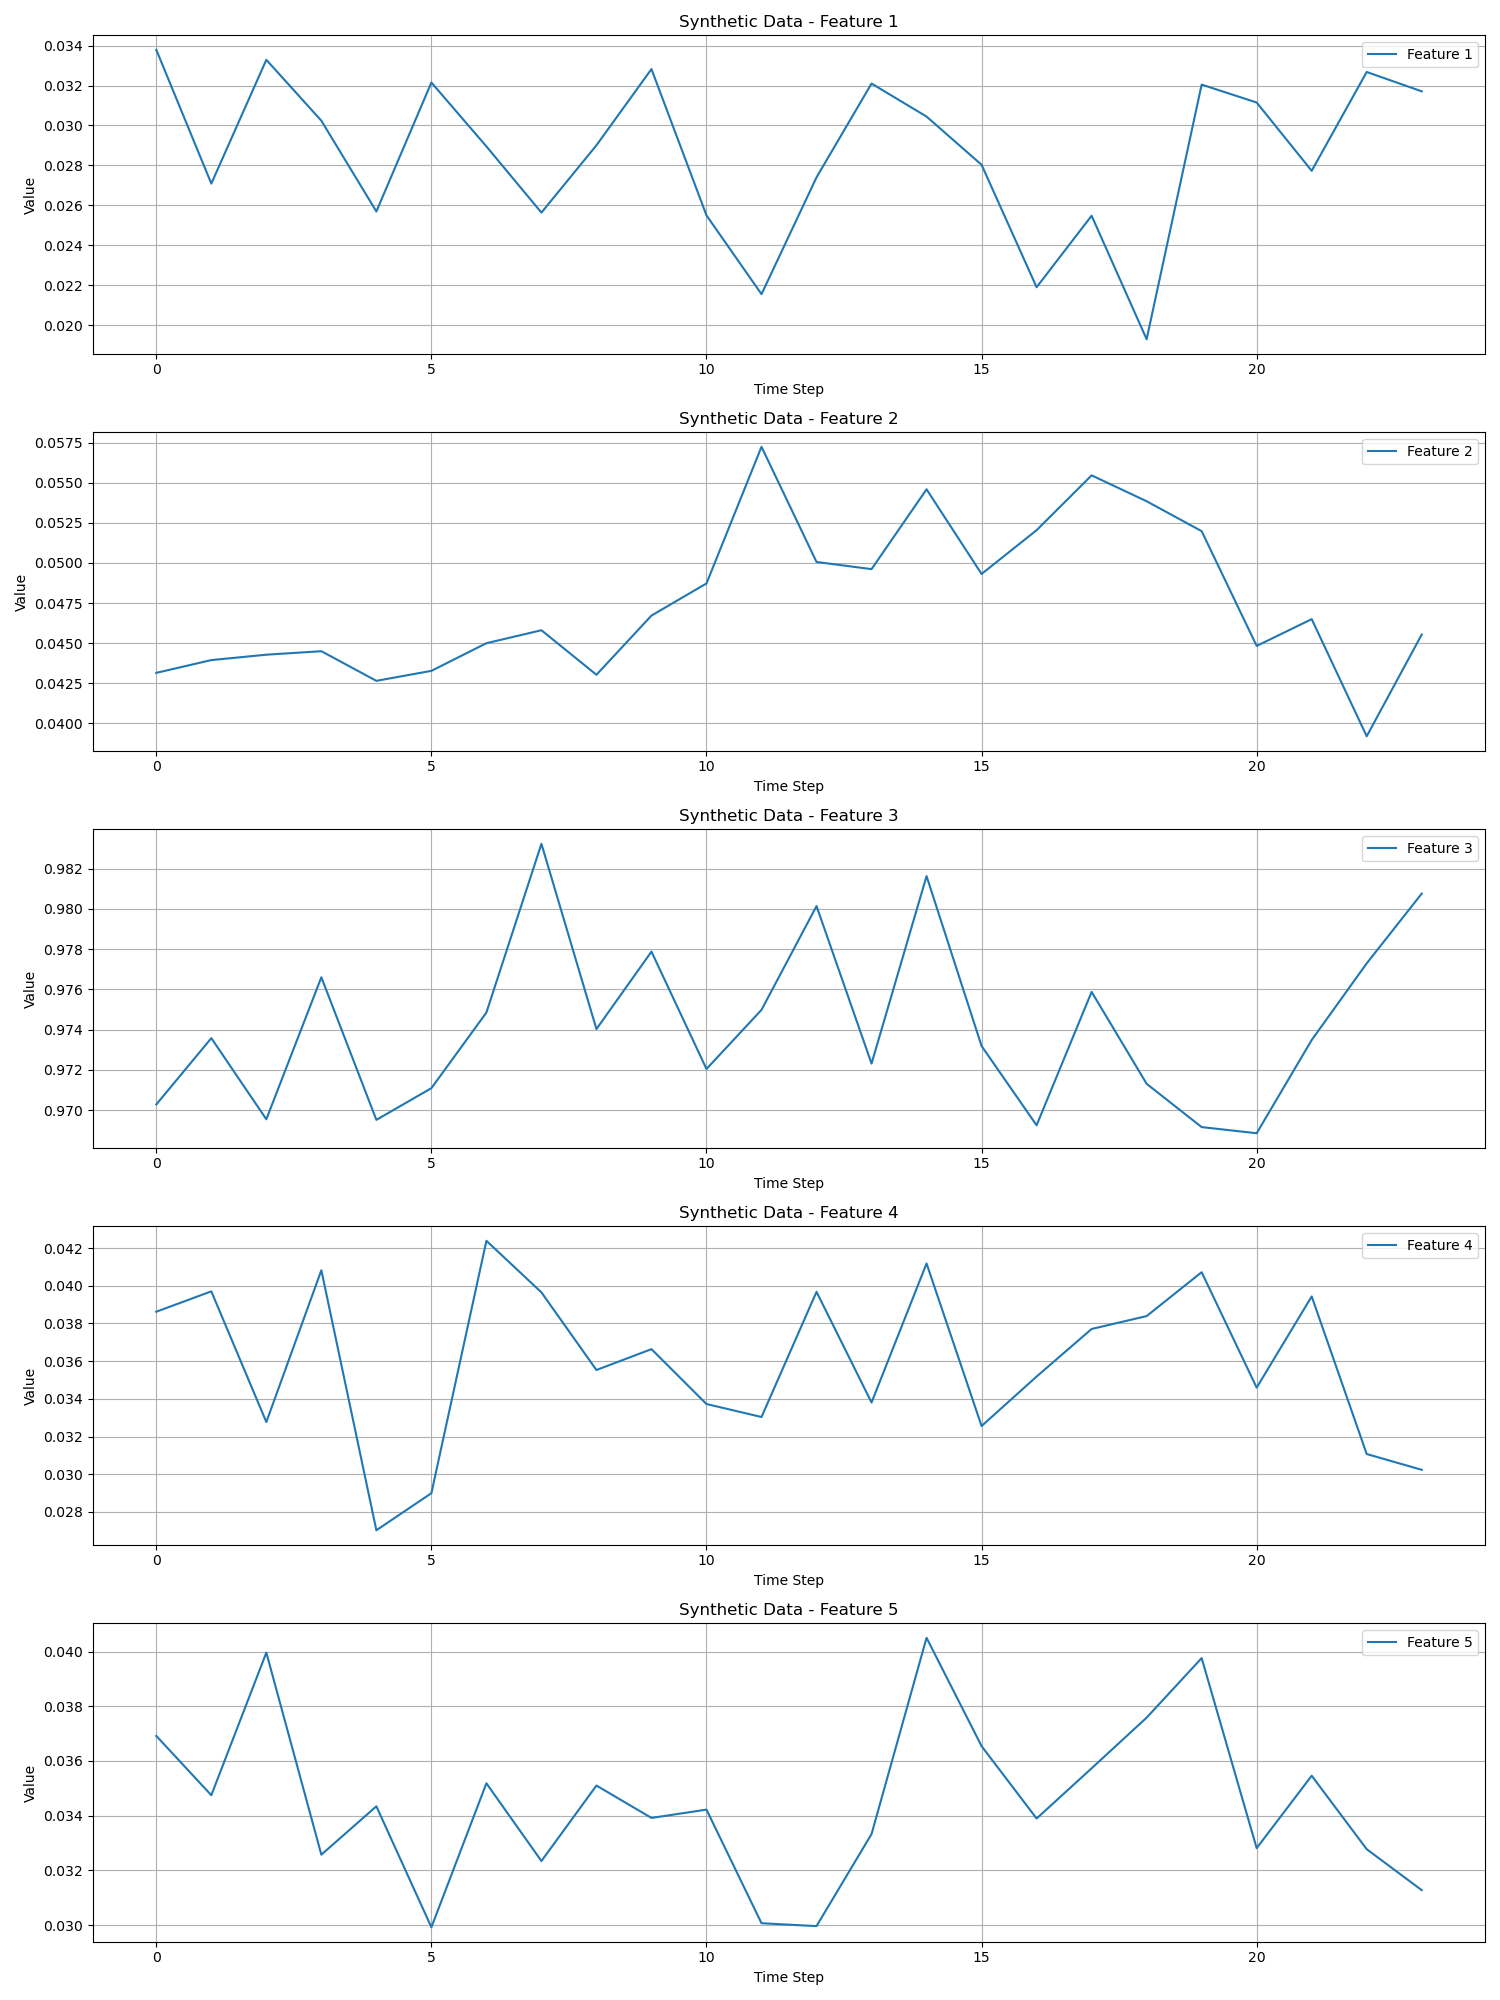 Synthetic Data - Feature 1
Feature 1
0.034
0.032
0.030
0.028
0.026
0.024
0.022
0.020
Value
0 5 10 15 20
Time Step
Synthetic Data - Feature 2
Feature 2
0.0575
0.0550
0.0525
0.0500
0.0475
0.0450
0.0425
0.0400
Value
0 5 10 15 20
Time Step
Synthetic Data - Feature 3
Feature 3
0.982
0.980
0.978
0.976
0.974
0.972
0.970
Value
0 5 10 15 20
Time Step
Synthetic Data - Feature 4
Feature 4
0.042
0.040
0.038
0.036
0.034
0.032
0.030
0.028
Value
0 5 10 15 20
Time Step
Synthetic Data - Feature 5
Feature 5
0.040
0.038
0.036
0.034
0.032
0.030
Value
0 5 10 15 20
Time Step